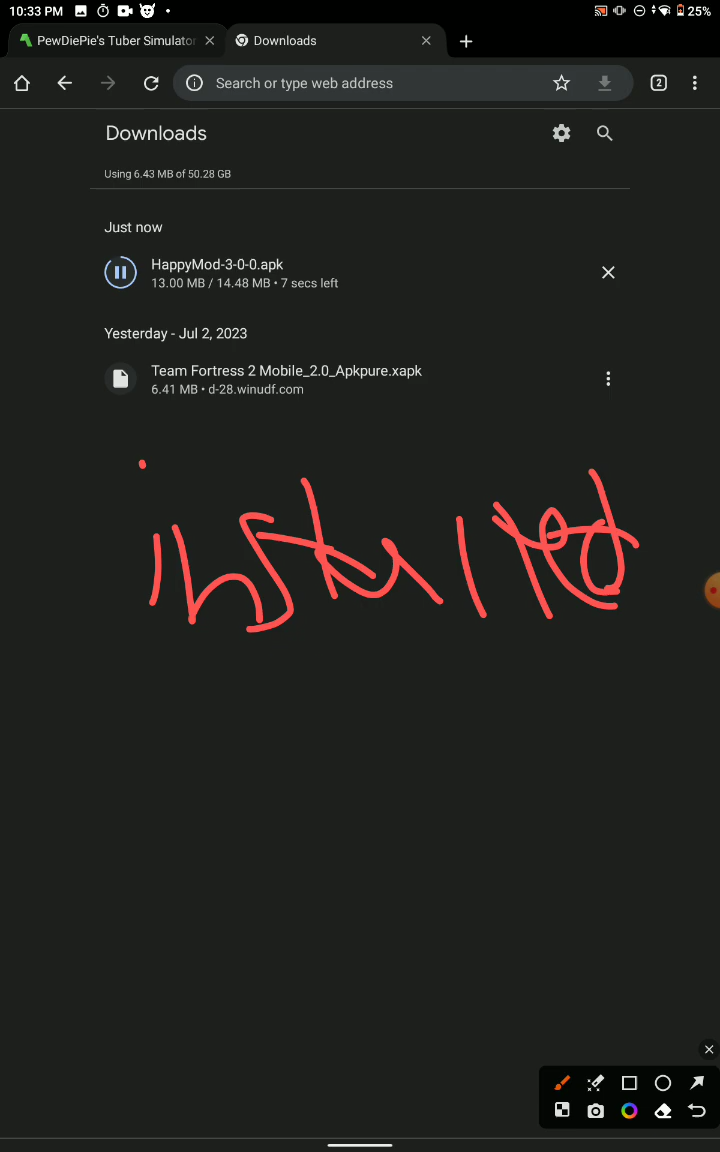 10:33 PM 25%
PewDiePie's Tuber Simulator Downloads
Search or type web address 2
Downloads
Using 6.43 MB of 50.28 GB
Just now
HappyMod-3-0-0.apk
13.00 MB / 14.48 MB • 7 secs left
Yesterday - Jul 2, 2023
Team Fortress 2 Mobile_2.0_Apkpure.xapk
6.41 MB • d-28.winudf.com
installed